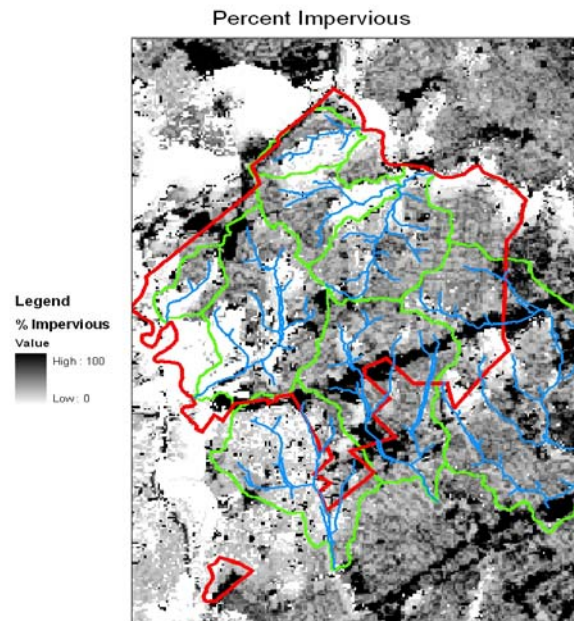 Percent Impervious
Legend
% Impervious
Value
High : 100
Low : 0